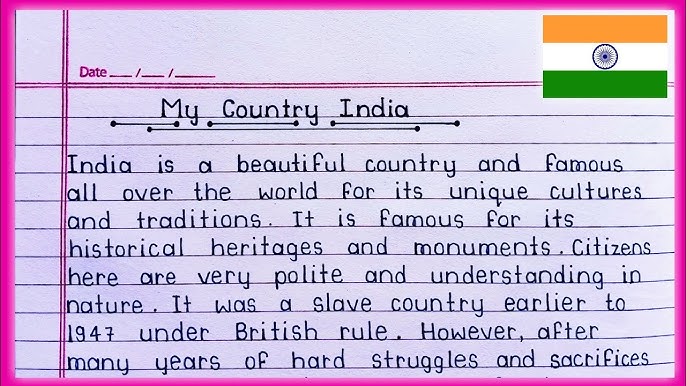 Date ___ / ___ / _____
My Country India
India is a beautiful country and famous
all over the world for its unique cultures
and traditions. It is famous for its
historical heritages and monuments. Citizens
here are very polite and understanding in
nature. It was a slave country earlier to
1947 under British rule. However, after
many years of hard struggles and sacrifices